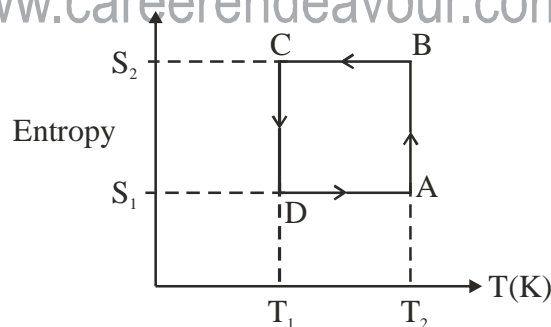 www.careerendeavour.com
C
B
S₂
Entropy
S₁
D
A
T(K)
T₁
T₂